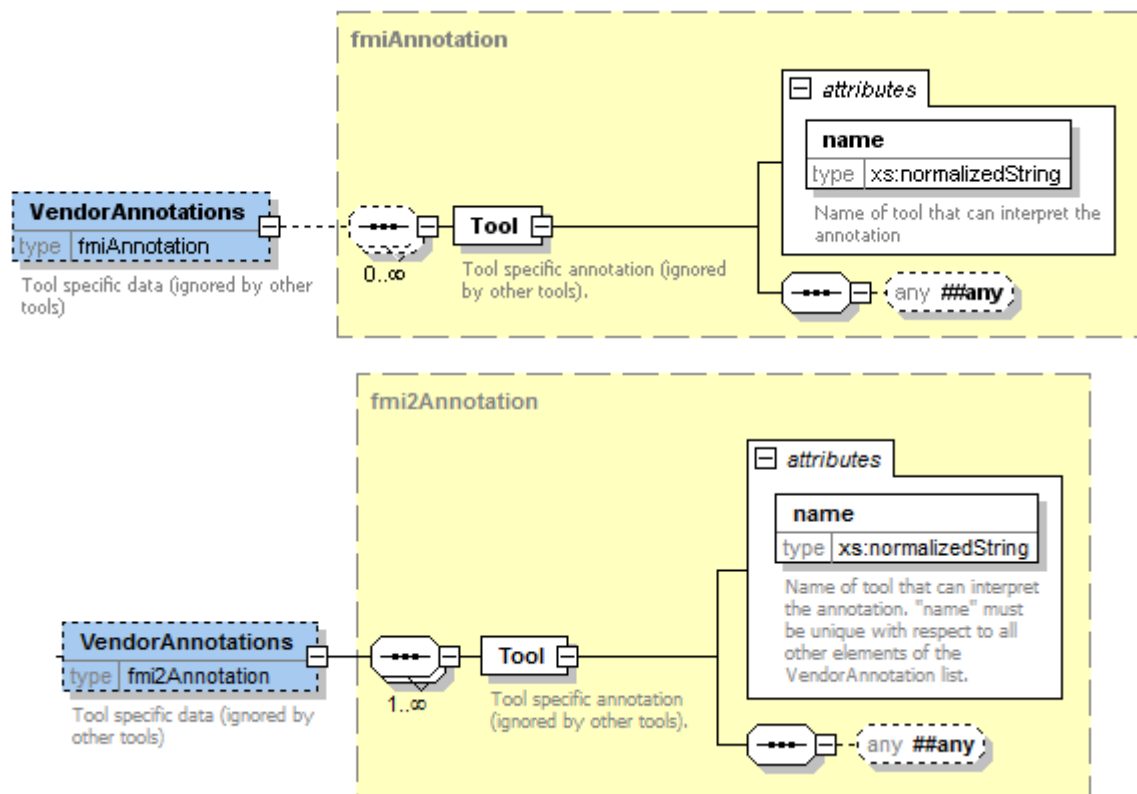 fmiAnnotation
attributes
name
type xs:normalizedString
Name of tool that can interpret the
annotation
VendorAnnotations
type fmiAnnotation
Tool specific data (ignored by other
tools)
0..∞
Tool
Tool specific annotation (ignored
by other tools).
any ##any
fmi2Annotation
attributes
name
type xs:normalizedString
Name of tool that can interpret
the annotation. "name" must
be unique with respect to all
other elements of the
VendorAnnotation list.
VendorAnnotations
type fmi2Annotation
Tool specific data (ignored by
other tools)
1..∞
Tool
Tool specific annotation
(ignored by other tools).
any ##any